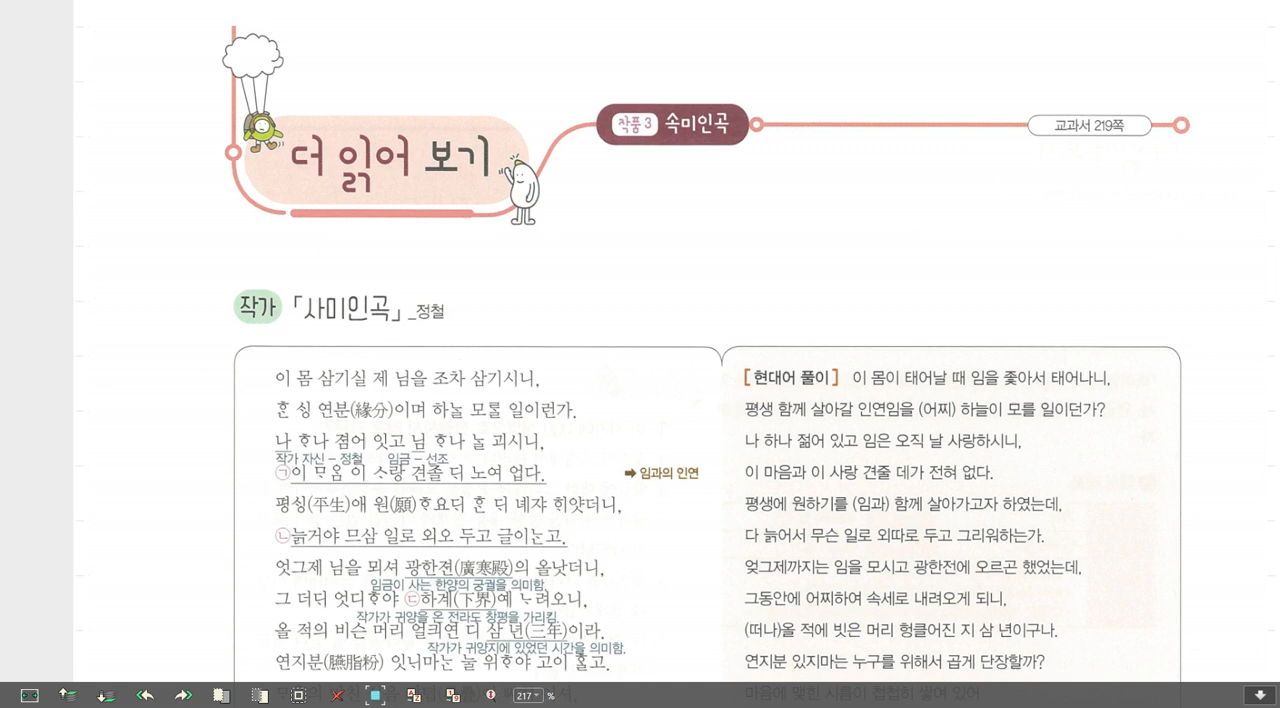 더 읽어 보기
작품 3 속미인곡
교과서 219쪽
작가 「사미인곡」 _정철
이 몸 삼기실 제 님을 조차 삼기시니,
ᄒᆞᆫ ᄉᆡᆼ 연분(緣分)이며 하ᄂᆞᆯ 모ᄅᆞᆯ 일이런가.
나 ᄒᆞ나 졈어 잇고 님 ᄒᆞ나 날 괴시니,
작가 자신 – 정철 임금 – 선조
㉠이 ᄆᆞᄋᆞᆷ 이 ᄉᆞ랑 견졸 ᄃᆡ 노여 업다.
➡ 임과의 인연
평ᄉᆡᆼ(平生)애 원(願)ᄒᆞ요ᄃᆡ ᄒᆞᆫ ᄃᆡ 녜쟈 ᄒᆞ얏더니,
㉡늙거야 므삼 일로 외오 두고 글이ᄂᆞᆫ고.
엇그제 님을 뫼셔 광한뎐(廣寒殿)의 올낫더니,
임금이 사는 한양의 궁궐을 의미함.
그 더ᄃᆡ 엇디ᄒᆞ야 ㉢하계(下界)예 ᄂᆞ려오니,
작가가 귀양을 온 전라도 창평을 가리킴.
올 적의 비슨 머리 얼킈연 디 삼 년(三年)이라.
작가가 귀양지에 있었던 시간을 의미함.
연지분(臙脂粉) 잇ᄂᆡ마ᄂᆞᆫ 눌 위ᄒᆞ야 고이 ᄒᆞᆯ고.
[현대어 풀이] 이 몸이 태어날 때 임을 좇아서 태어나니,
평생 함께 살아갈 인연임을 (어찌) 하늘이 모를 일이던가?
나 하나 젊어 있고 임은 오직 날 사랑하시니,
이 마음과 이 사랑 견줄 데가 전혀 없다.
평생에 원하기를 (임과) 함께 살아가고자 하였는데,
다 늙어서 무슨 일로 외따로 두고 그리워하는가.
엊그제까지는 임을 모시고 광한전에 오르곤 했었는데,
그동안에 어찌하여 속세로 내려오게 되니,
(떠나)올 적에 빗은 머리 헝클어진 지 삼 년이구나.
연지분 있지마는 누구를 위해서 곱게 단장할까?
마음에 맺힌 시름이 첩첩히 쌓여 있어
217 %